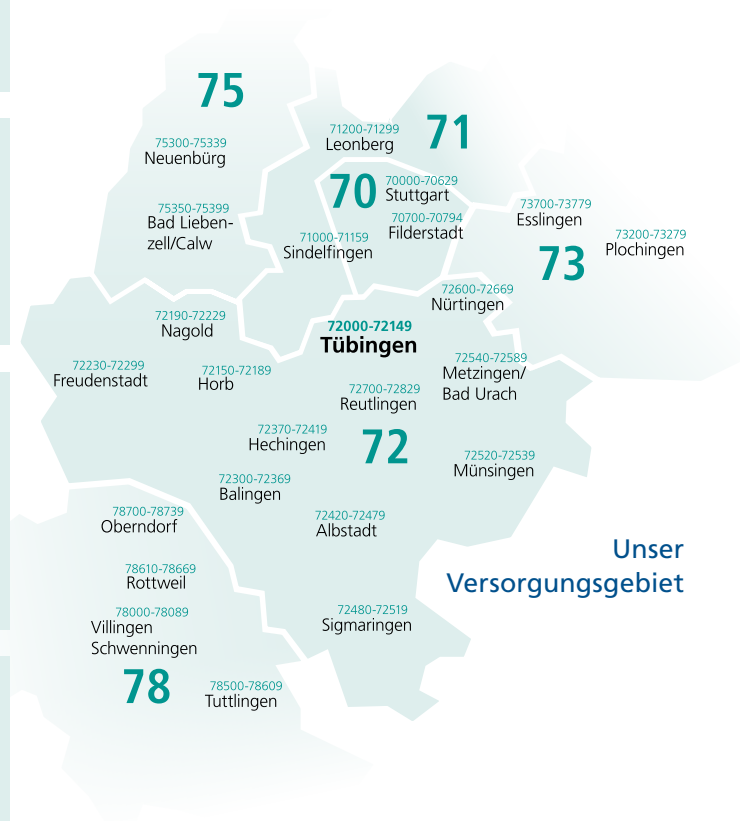 75
75300-75339
Neuenbürg
75350-75399
Bad Lieben-
zell/Calw
71200-71299
Leonberg
71
70
70000-70629
Stuttgart
70700-70794
Filderstadt
71000-71159
Sindelfingen
73700-73779
Esslingen
73200-73279
Plochingen
73
72600-72669
Nürtingen
72190-72229
Nagold
72000-72149
Tübingen
72230-72299
Freudenstadt
72150-72189
Horb
72540-72589
Metzingen/
Bad Urach
72700-72829
Reutlingen
72370-72419
Hechingen
72
72520-72539
Münsingen
72300-72369
Balingen
72420-72479
Albstadt
78700-78739
Oberndorf
Unser
Versorgungsgebiet
78610-78669
Rottweil
78000-78089
Villingen
Schwenningen
72480-72519
Sigmaringen
78
78500-78609
Tuttlingen